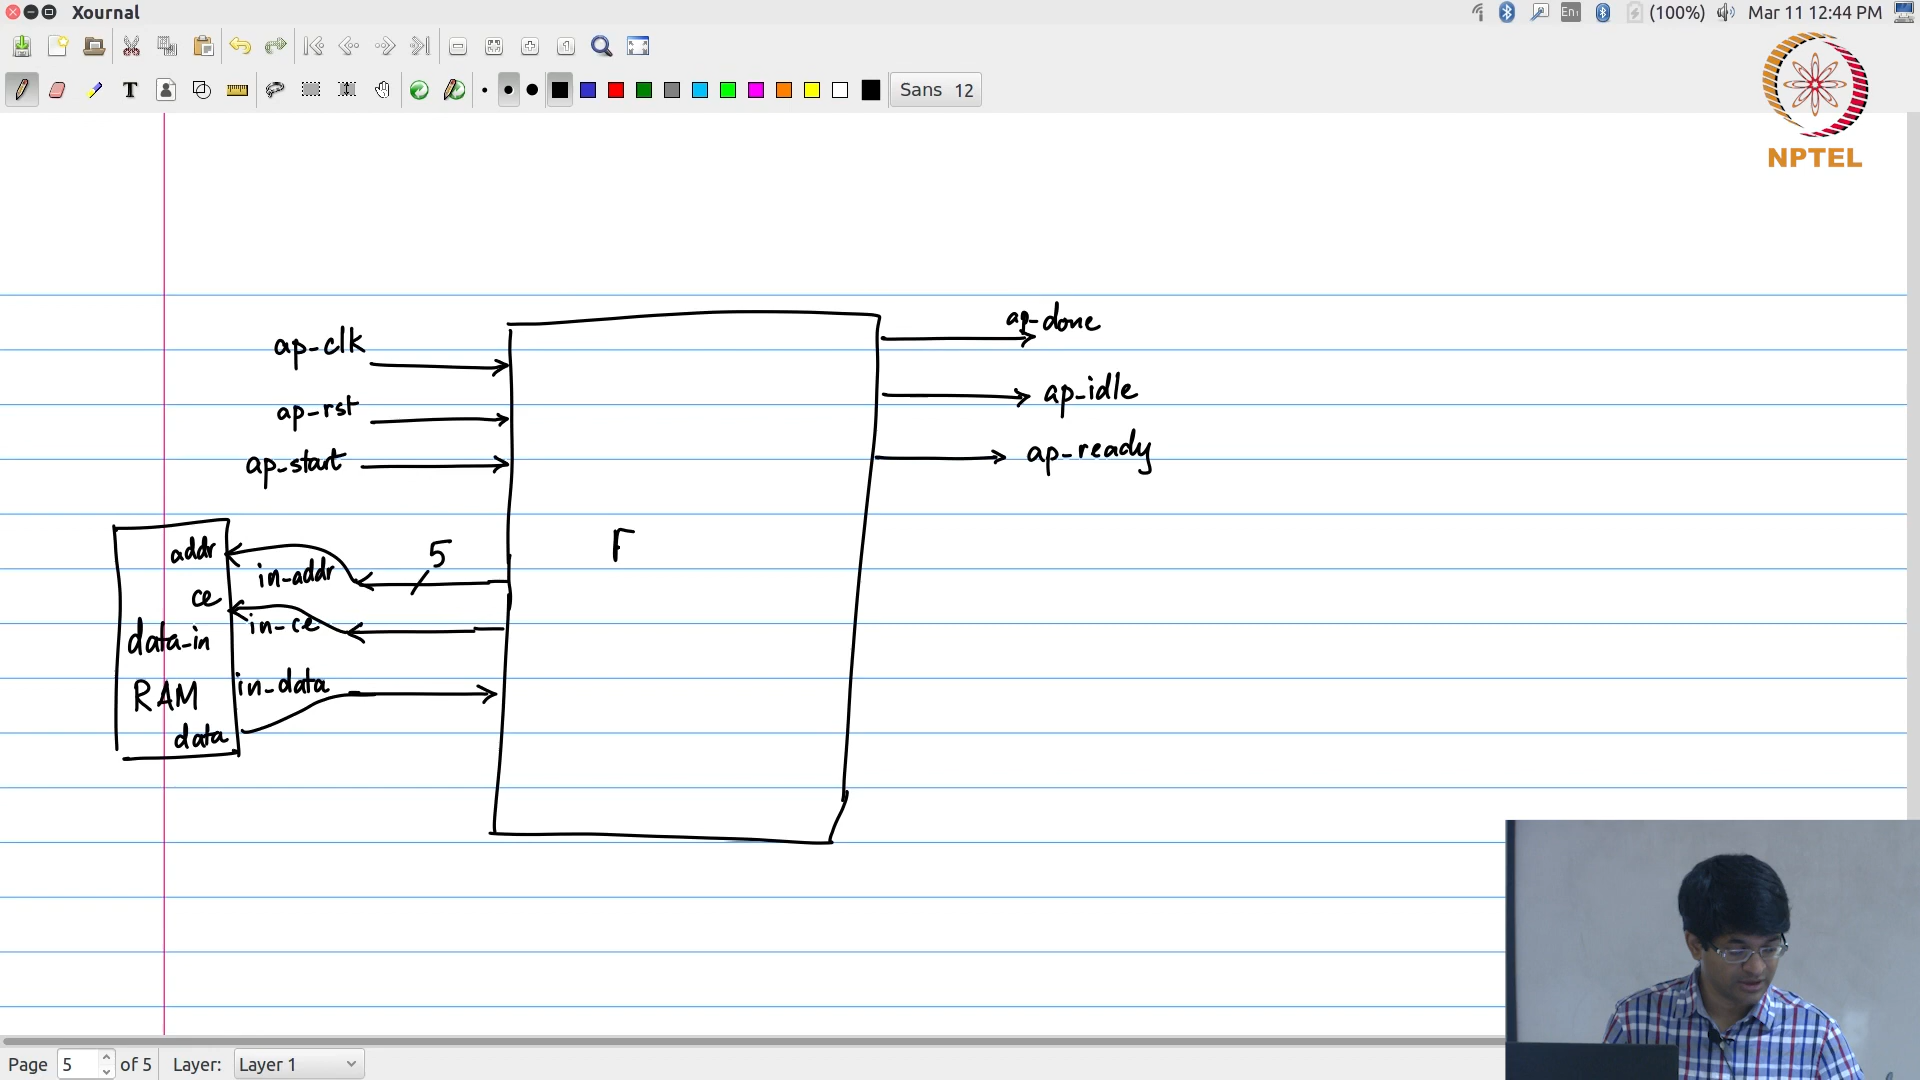 Xournal
En1
(100%)
Mar 11 12:44 PM
Sans 12
NPTEL
ap-clk
ap-done
ap-rst
ap-idle
ap-start
ap-ready
addr
in-addr
5
F
ce
in-ce
data-in
RAM
in-data
data
Page 5 of 5 Layer: Layer 1